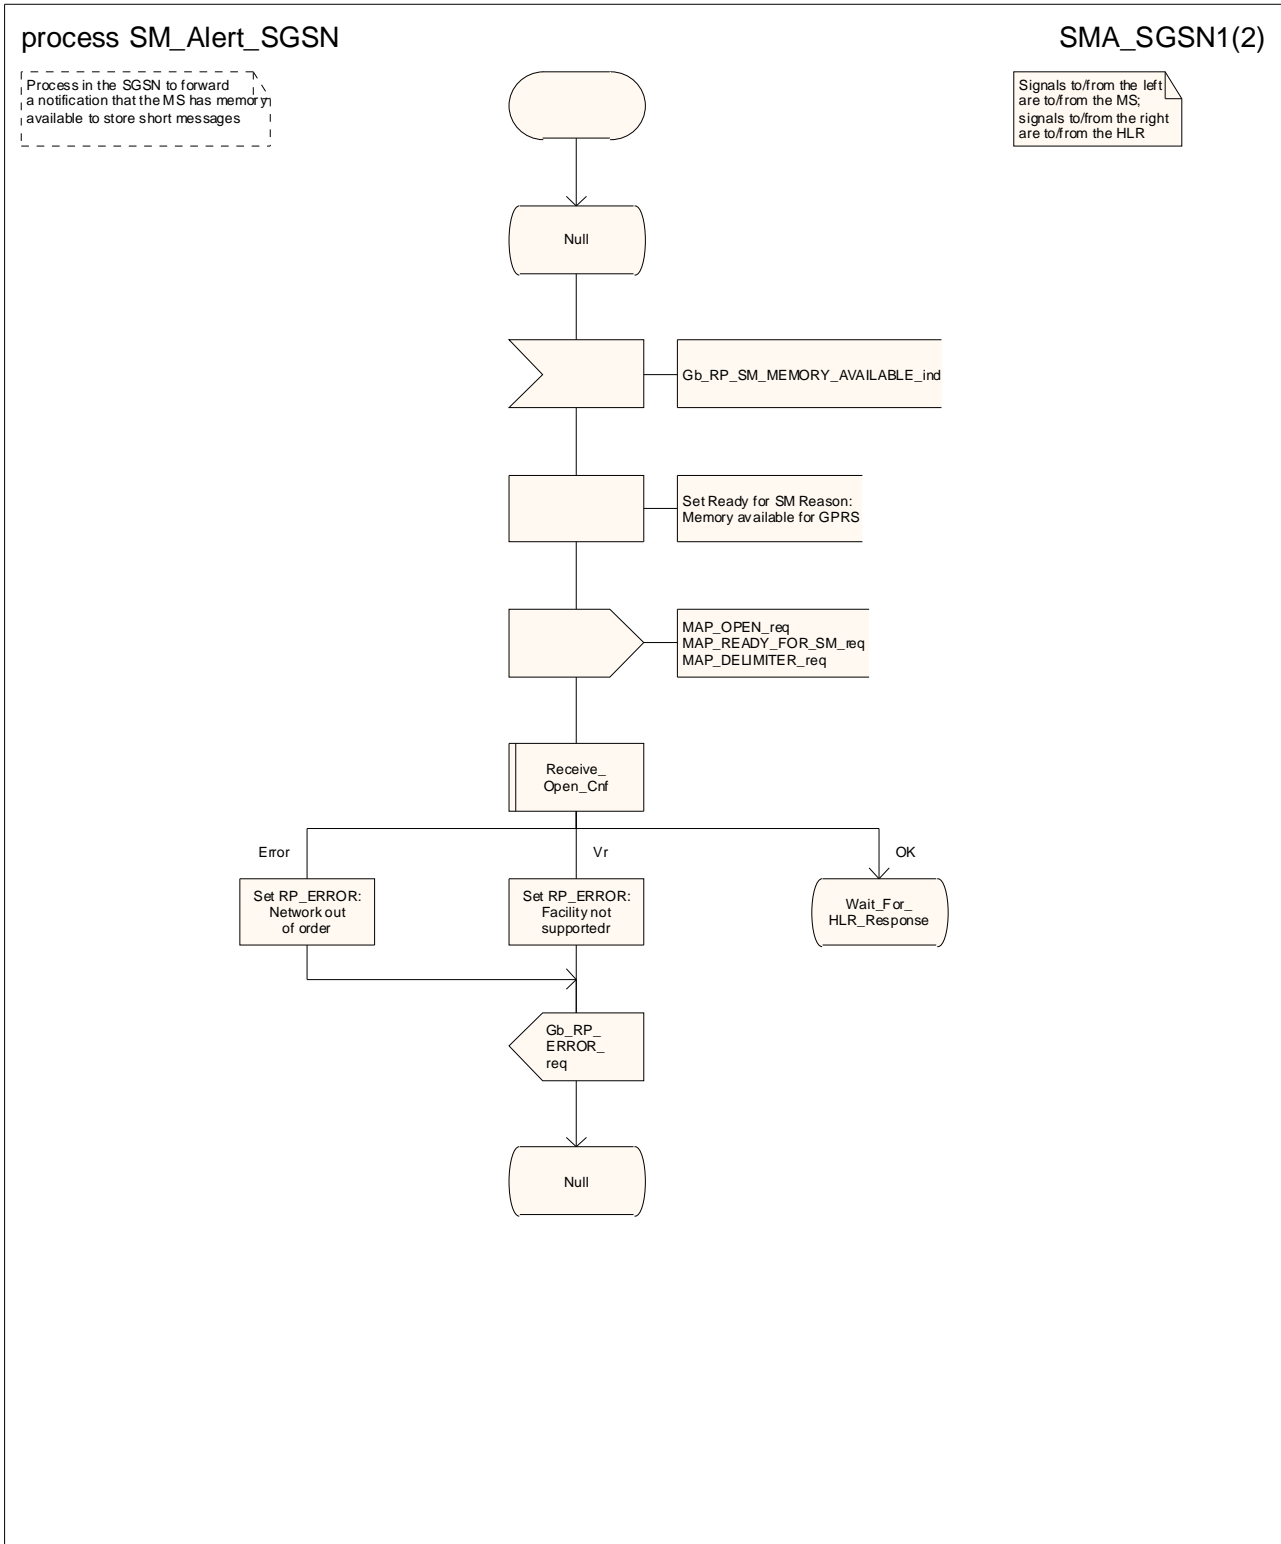 process SM_Alert_SGSN
SMA_SGSN1(2)
Process in the SGSN to forward
a notification that the MS has memory
available to store short messages
Signals to/from the left
are to/from the MS;
signals to/from the right
are to/from the HLR
Null
Gb_RP_SM_MEMORY_AVAILABLE_ind
Set Ready for SM Reason:
Memory available for GPRS
MAP_OPEN_req
MAP_READY_FOR_SM_req
MAP_DELIMITER_req
Receive_
Open_Cnf
Error
Vr
OK
Set RP_ERROR:
Network out
of order
Set RP_ERROR:
Facility not
supportedr
Wait_For_
HLR_Response
Gb_RP_
ERROR_
req
Null